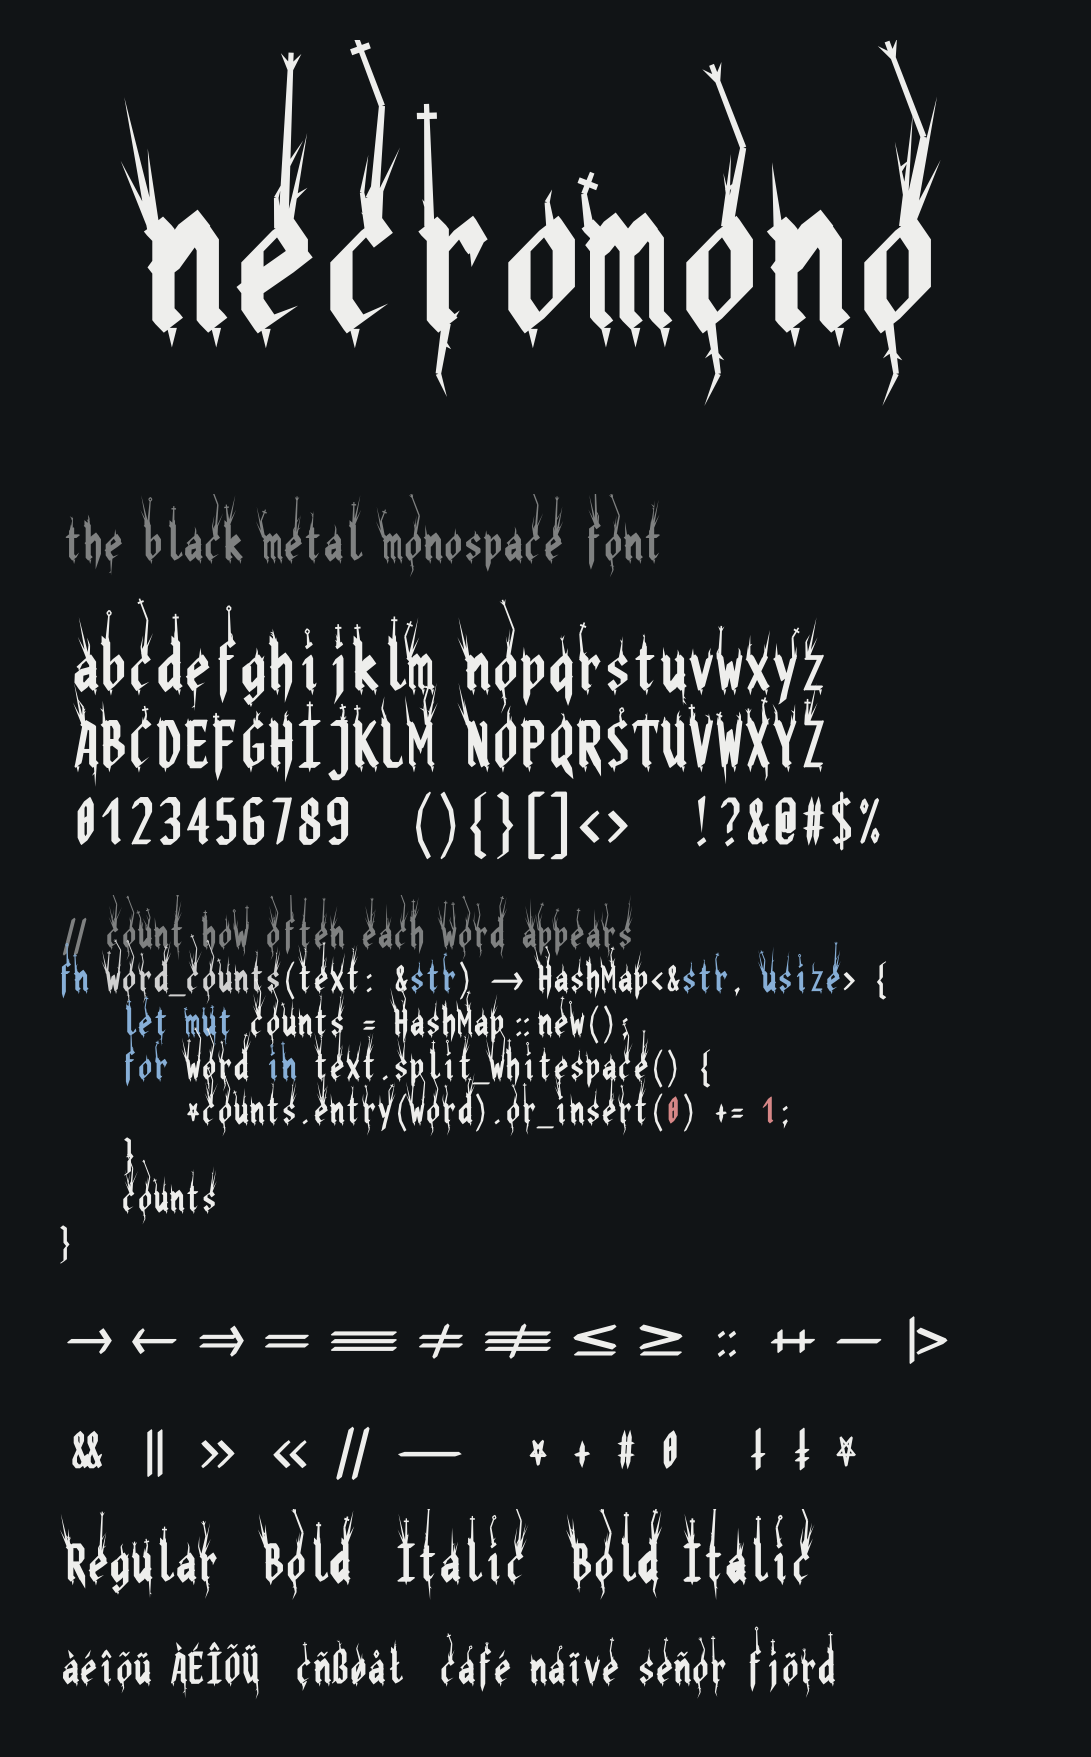 necromono
the black metal monospace font
abcdefghijklm nopqrstuvwxyz
ABCDEFGHIJKLM NOPQRSTUVWXYZ
0123456789 (){}[]<> !?&@#$%
// count how often each word appears
fn word_counts(text: &str) → HashMap<&str, usize> {
    let mut counts = HashMap::new();
    for word in text.split_whitespace() {
        *counts.entry(word).or_insert(0) += 1;
    }
    counts
}
→ ← ⇒ = ≡ ≠ ≢ ≤ ≥ :: ++ — |>
&& || >> << // —— * + # 0 † ‡ ⛧
Regular Bold Italic Bold Italic
àéîõü ÀÉÎÕÜ çñßøåł café naïve señor fjörd